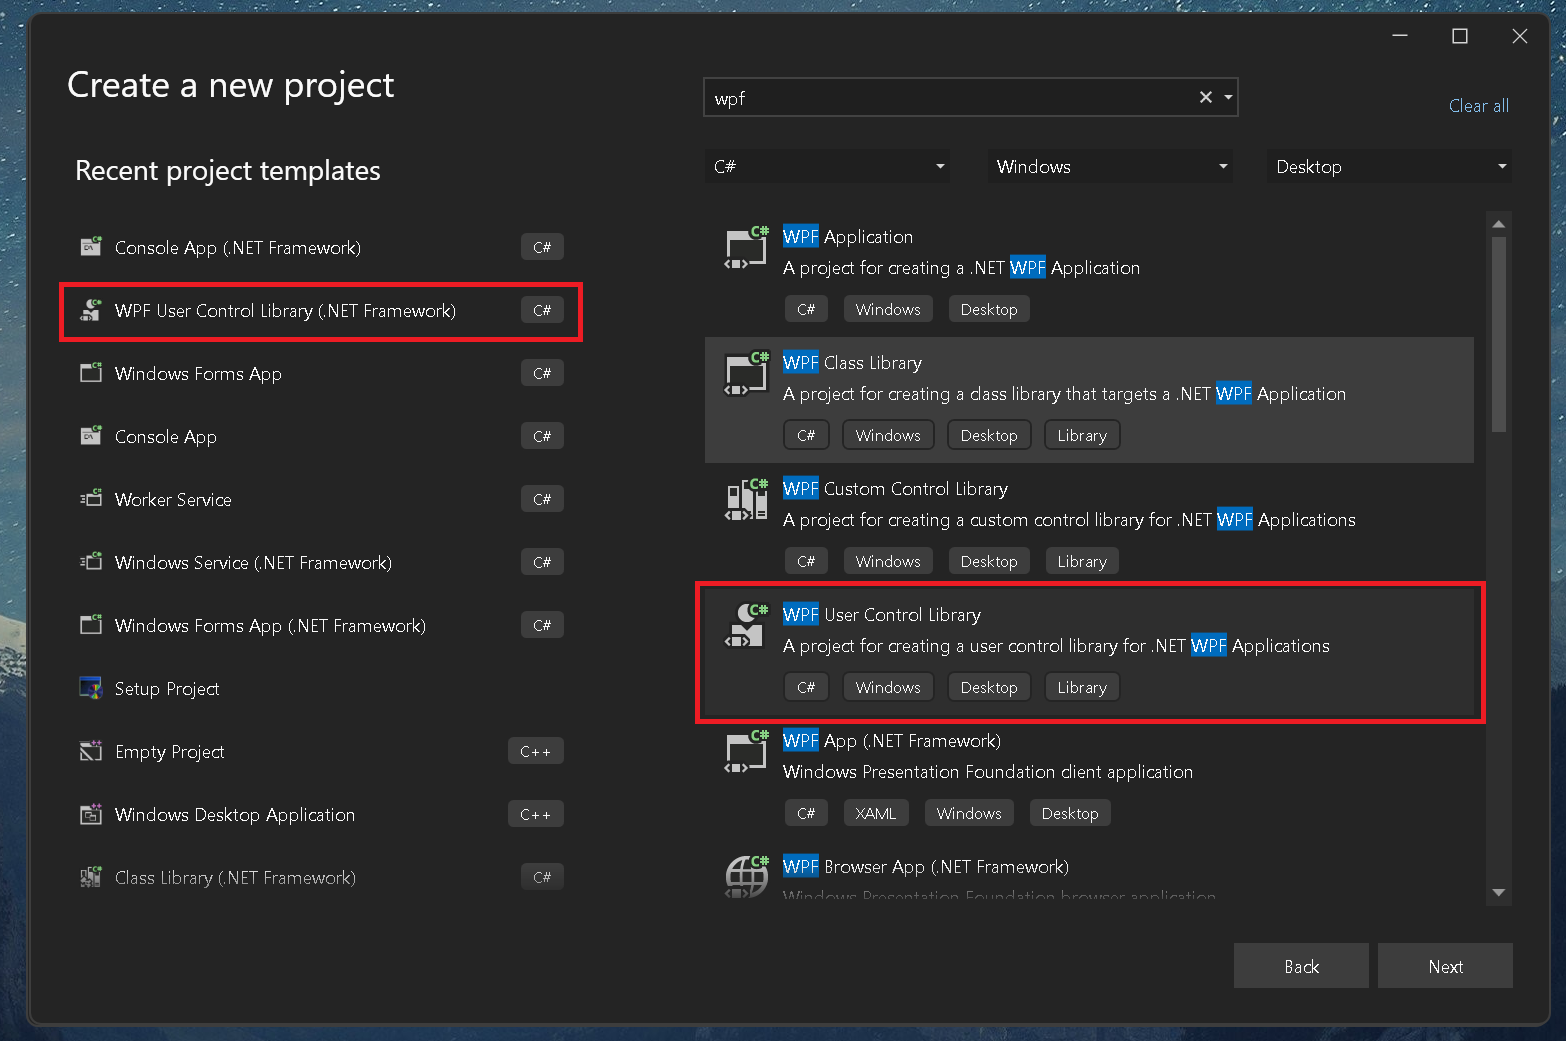 Create a new project
wpf
Clear all
C#
Windows
Desktop
Recent project templates
Console App (.NET Framework)
C#
WPF User Control Library (.NET Framework)
C#
Windows Forms App
C#
Console App
C#
Worker Service
C#
Windows Service (.NET Framework)
C#
Windows Forms App (.NET Framework)
C#
Setup Project
Empty Project
C++
Windows Desktop Application
C++
Class Library (.NET Framework)
C#
WPF Application
A project for creating a .NET WPF Application
C# Windows Desktop
WPF Class Library
A project for creating a class library that targets a .NET WPF Application
C# Windows Desktop Library
WPF Custom Control Library
A project for creating a custom control library for .NET WPF Applications
C# Windows Desktop Library
WPF User Control Library
A project for creating a user control library for .NET WPF Applications
C# Windows Desktop Library
WPF App (.NET Framework)
Windows Presentation Foundation client application
C# XAML Windows Desktop
WPF Browser App (.NET Framework)
Windows Presentation Foundation browser application
Back
Next